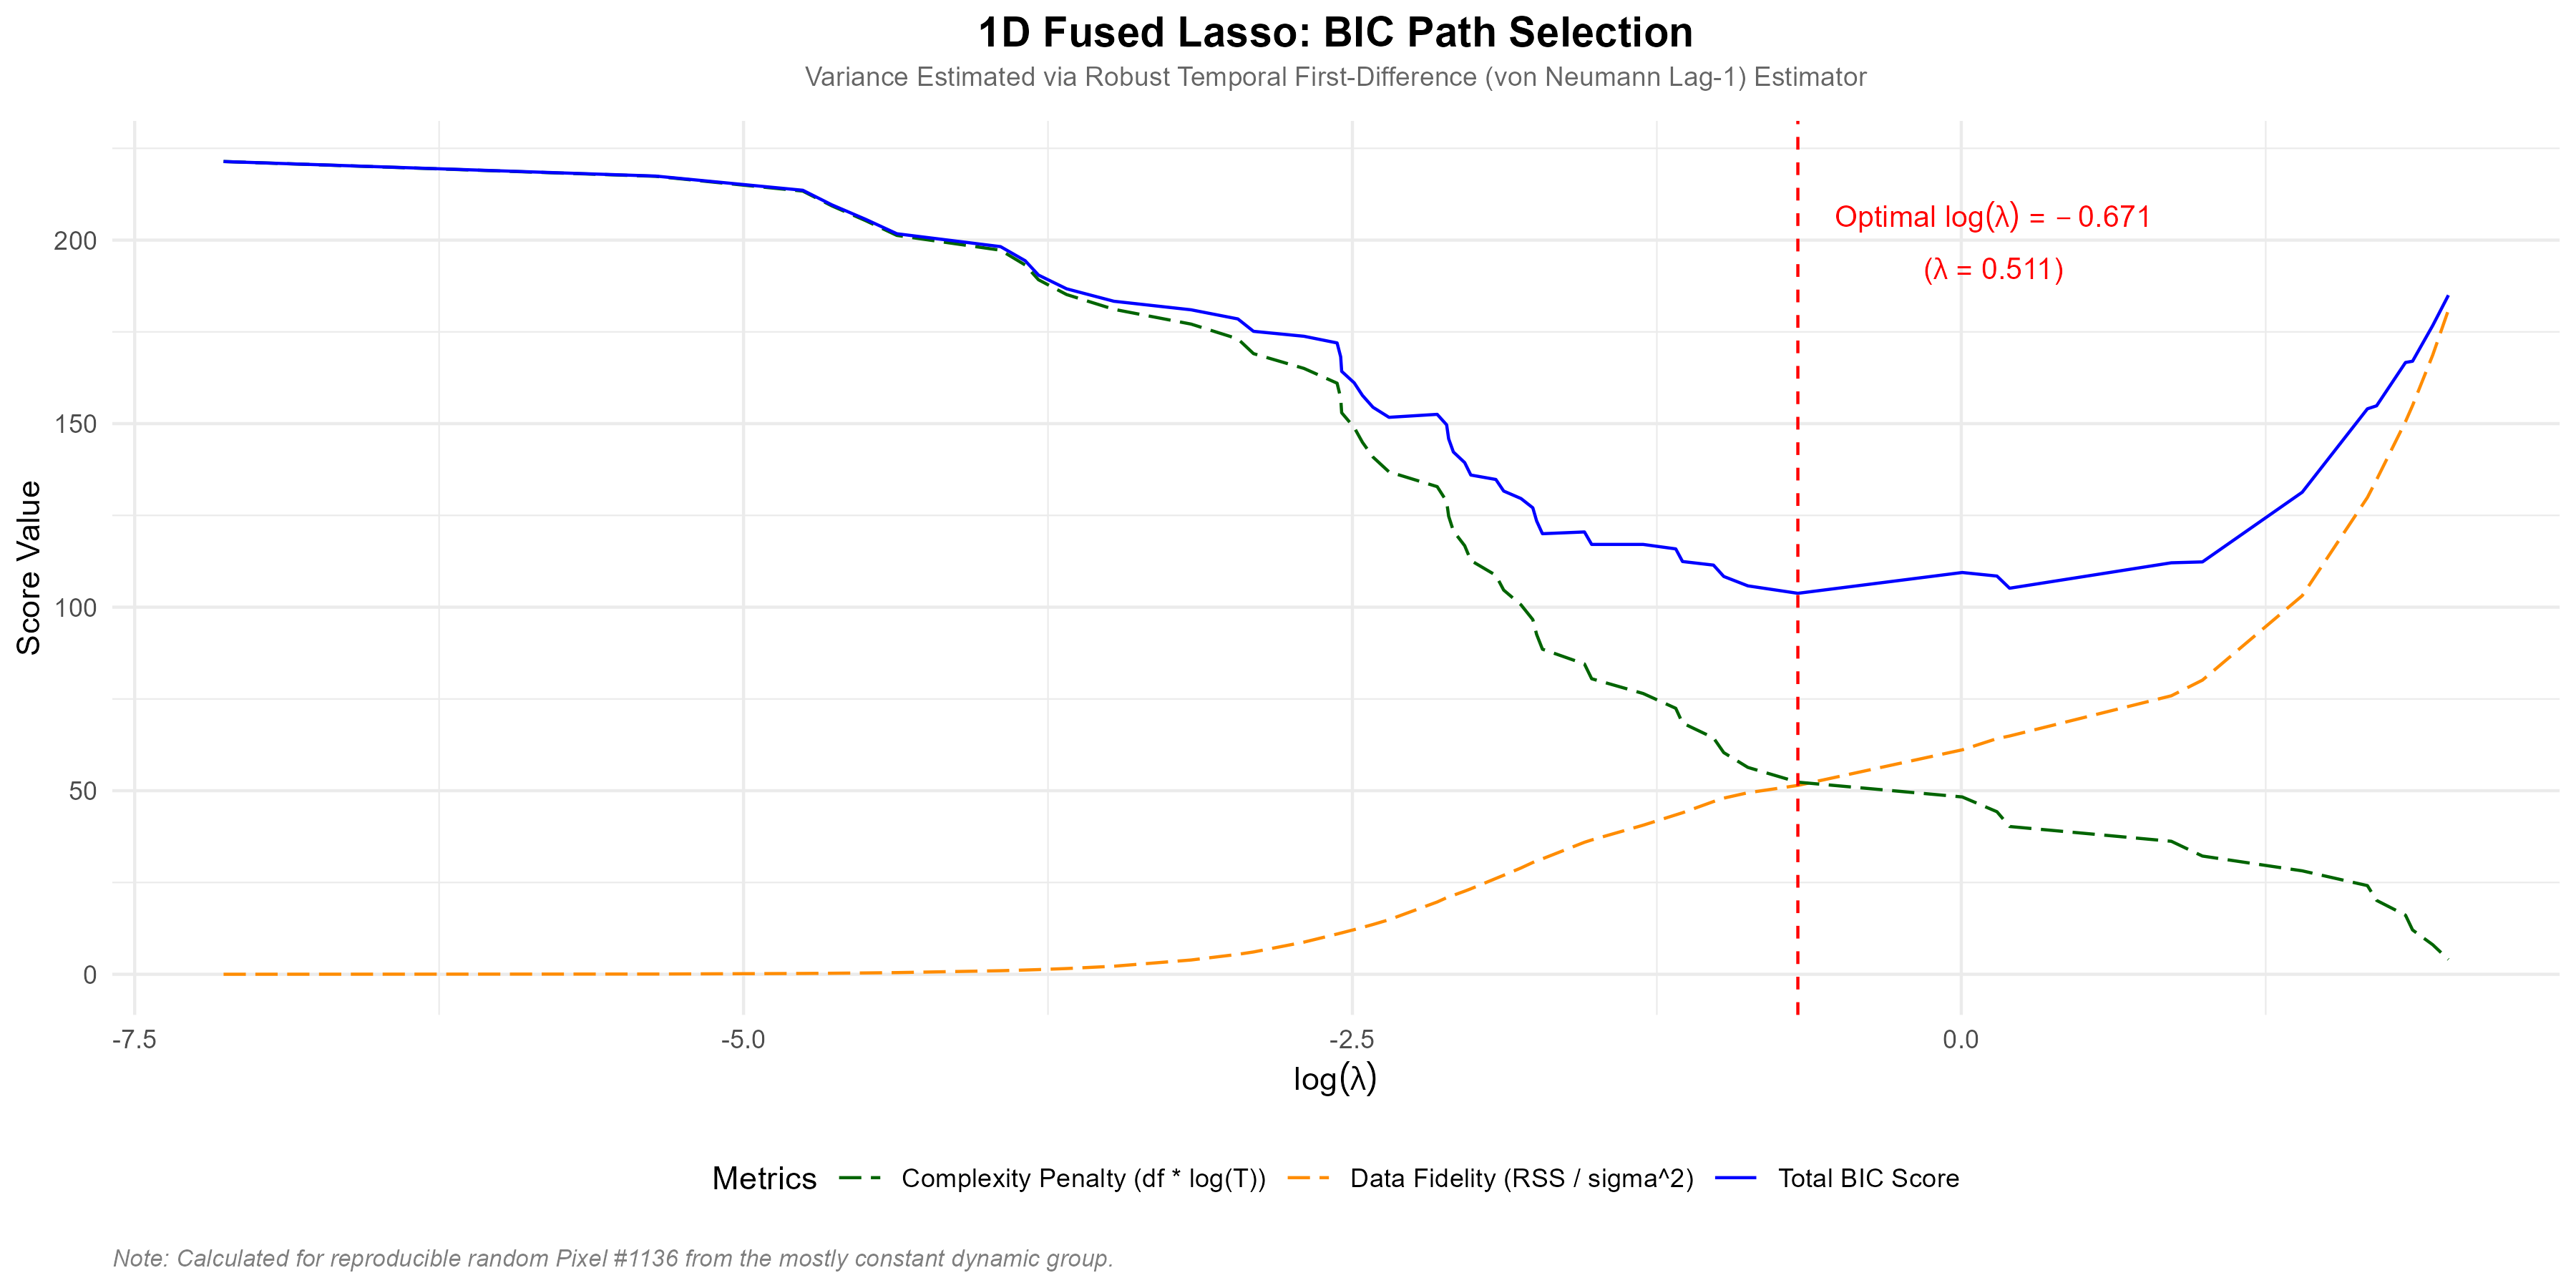 1D Fused Lasso: BIC Path Selection
Variance Estimated via Robust Temporal First-Difference (von Neumann Lag-1) Estimator
Optimal log(λ) = − 0.671
(λ = 0.511)
Score Value
200
150
100
50
0
-7.5
-5.0
-2.5
0.0
log(λ)
Metrics
Complexity Penalty (df * log(T))
Data Fidelity (RSS / sigma^2)
Total BIC Score
Note: Calculated for reproducible random Pixel #1136 from the mostly constant dynamic group.